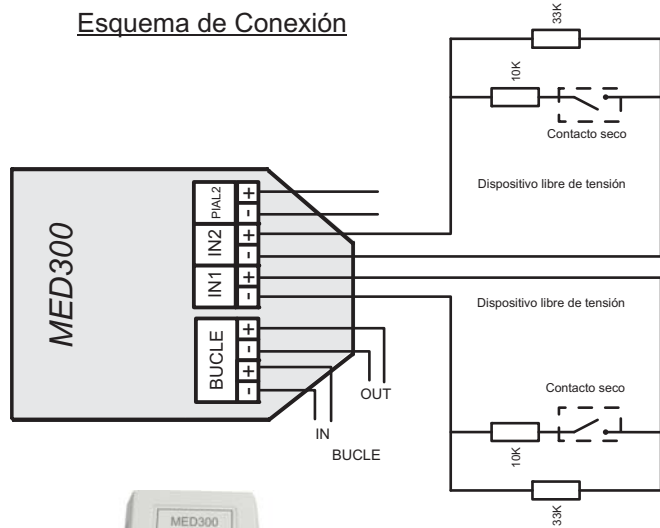 Esquema de Conexión
33K
10K
Contacto seco
Dispositivo libre de tensión
MED300
PIAL2 + -
IN2 + -
IN1 + -
BUCLE + - + -
OUT
IN
BUCLE
Dispositivo libre de tensión
Contacto seco
10K
33K
MED300